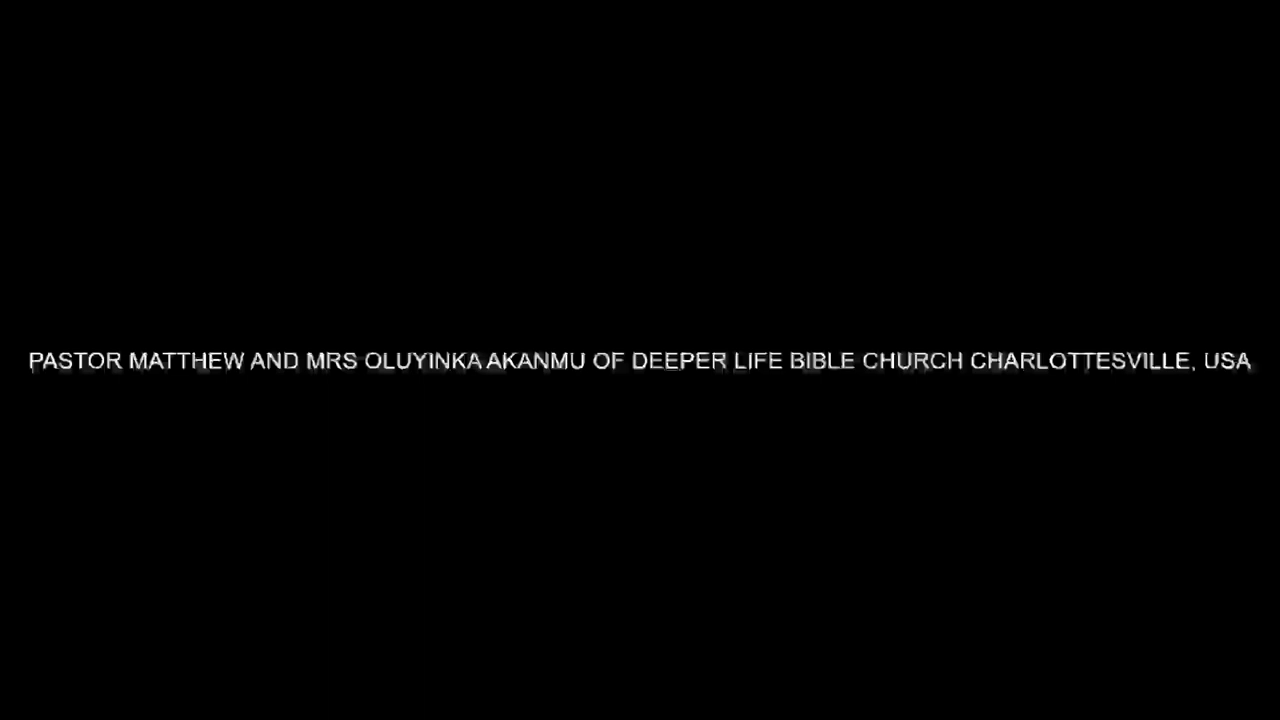 PASTOR MATTHEW AND MRS OLUYINKA AKANMU OF DEEPER LIFE BIBLE CHURCH CHARLOTTESVILLE, USA